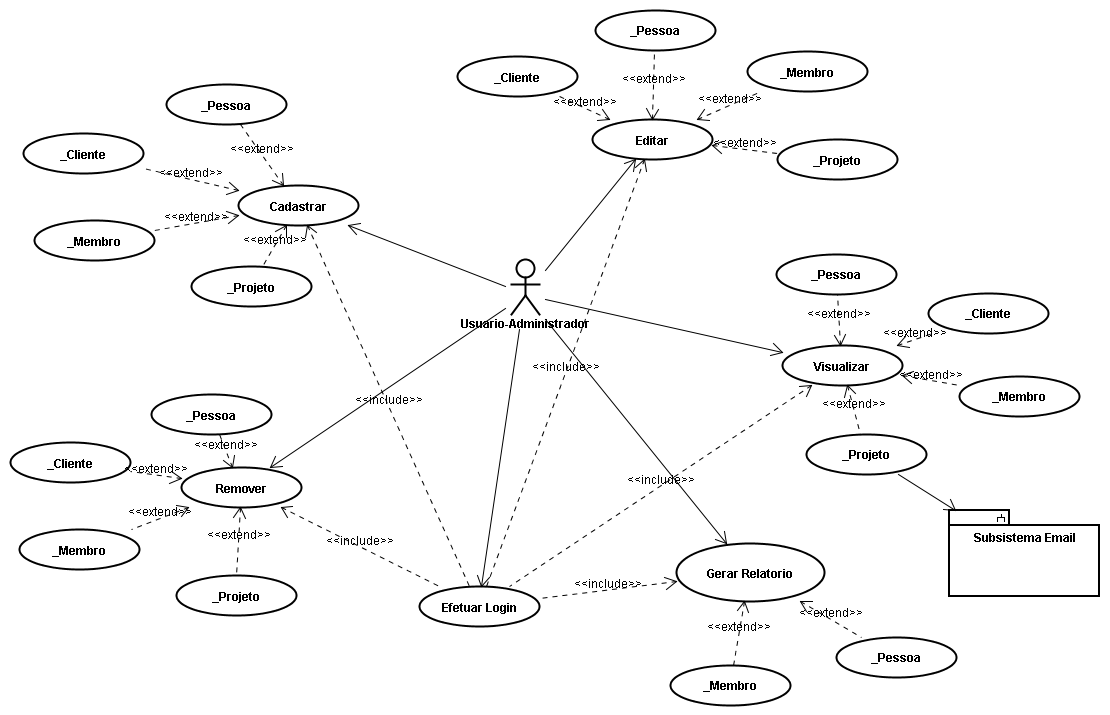 _Pessoa
_Cliente
<<extend>>
_Membro
<<extend>>
<<extend>>
<<extend>>
Editar
<<extend>>
_Projeto
_Pessoa
_Cliente
<<extend>>
<<extend>>
_Membro
<<extend>>
Cadastrar
<<extend>>
_Projeto
Usuario-Administrador
_Pessoa
<<extend>>
_Cliente
<<extend>>
Visualizar
<<extend>>
_Membro
<<extend>>
_Projeto
Subsistema Email
<<include>>
<<include>>
_Pessoa
<<extend>>
_Cliente
<<extend>>
Remover
<<extend>>
_Membro
<<extend>>
_Projeto
<<include>>
<<include>>
Efetuar Login
<<include>>
Gerar Relatorio
<<extend>>
<<extend>>
_Membro
_Pessoa